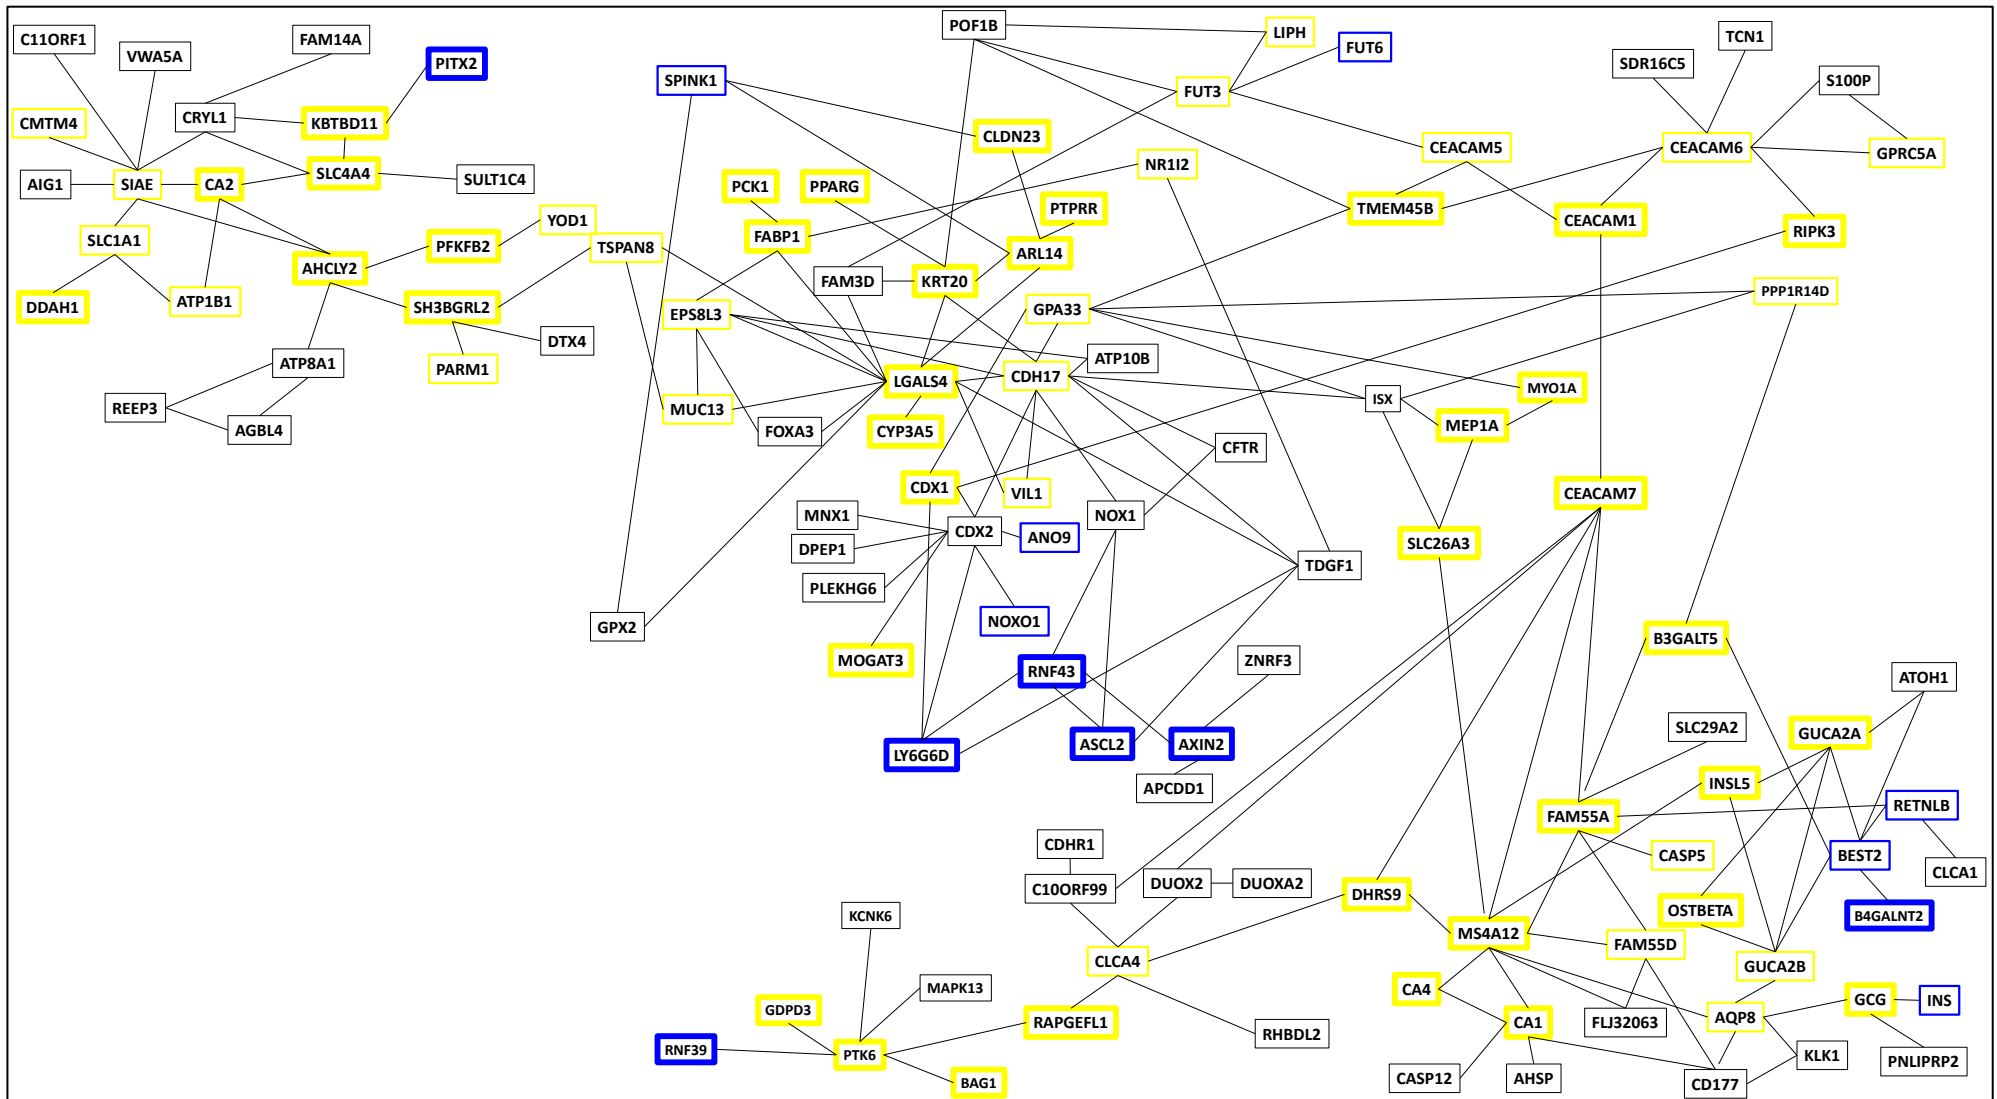 C11ORF1
VWA5A
FAM14A
PITX2
POF1B
LIPH
FUT6
TCN1
SDR16C5
S100P
SPINK1
FUT3
CMTM4
CRYL1
KBTBD11
CLDN23
CEACAM5
CEACAM6
GPRC5A
NR1I2
AIG1
SIAE
CA2
SLC4A4
SULT1C4
PCK1
PPARG
PTPRR
TMEM45B
CEACAM1
RIPK3
SLC1A1
PFKFB2
YOD1
TSPAN8
FABP1
ARL14
AHCLY2
FAM3D
KRT20
DDAH1
ATP1B1
SH3BGRL2
EPS8L3
GPA33
PPP1R14D
DTX4
PARM1
ATP8A1
ATP10B
LGALS4
CDH17
ISX
MYO1A
REEP3
AGBL4
MUC13
FOXA3
CYP3A5
MEP1A
CFTR
CDX1
VIL1
CEACAM7
MNX1
CDX2
ANO9
NOX1
DPEP1
SLC26A3
TDGF1
PLEKHG6
GPX2
NOXO1
B3GALT5
MOGAT3
RNF43
ZNRF3
ATOH1
LY6G6D
ASCL2
AXIN2
SLC29A2
GUCA2A
APCDD1
INSL5
RETNLB
FAM55A
CDHR1
CASP5
BEST2
CLCA1
C10ORF99
DUOX2
DUOXA2
DHRS9
OSTBETA
B4GALNT2
KCNK6
MS4A12
FAM55D
CLCA4
GUCA2B
MAPK13
CA4
GCG
INS
GDPD3
RAPGEFL1
RHBDL2
CA1
FLJ32063
AQP8
RNF39
PTK6
KLK1
PNLIPRP2
BAG1
CASP12
AHSP
CD177